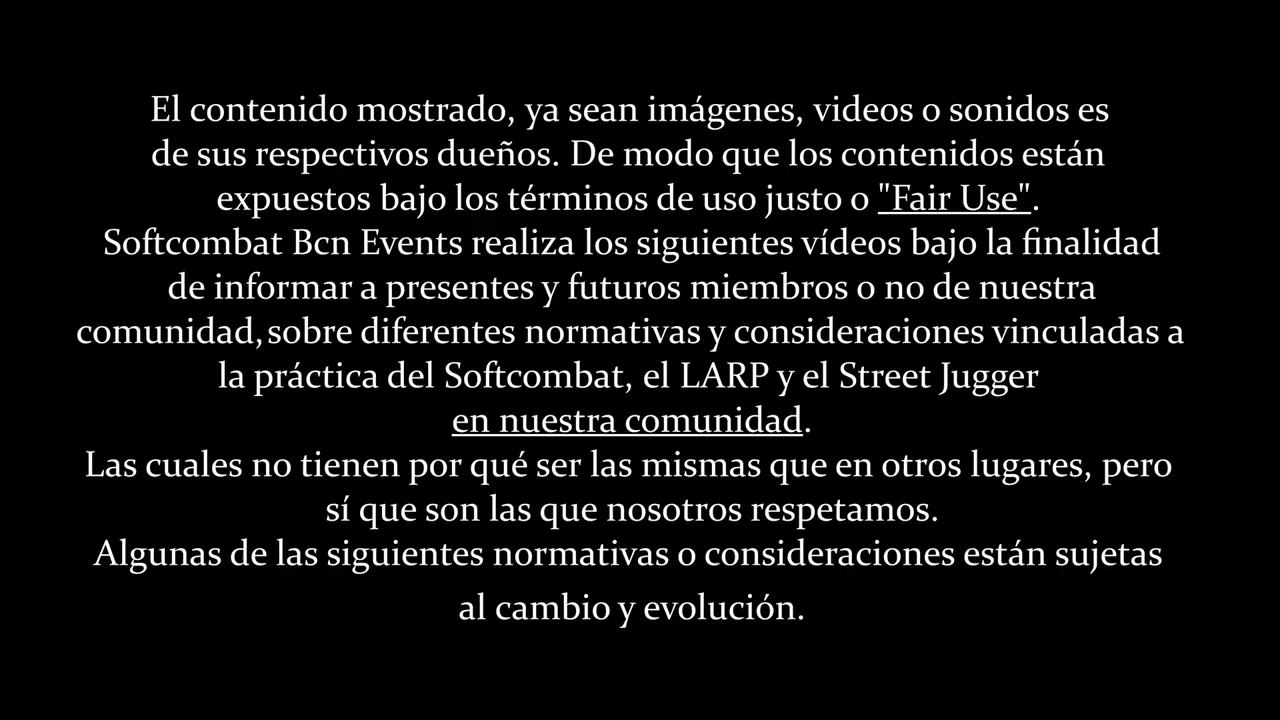 El contenido mostrado, ya sean imágenes, videos o sonidos es
de sus respectivos dueños. De modo que los contenidos están
expuestos bajo los términos de uso justo o "Fair Use".
Softcombat Bcn Events realiza los siguientes vídeos bajo la finalidad
de informar a presentes y futuros miembros o no de nuestra
comunidad, sobre diferentes normativas y consideraciones vinculadas a
la práctica del Softcombat, el LARP y el Street Jugger
en nuestra comunidad.
Las cuales no tienen por qué ser las mismas que en otros lugares, pero
sí que son las que nosotros respetamos.
Algunas de las siguientes normativas o consideraciones están sujetas
al cambio y evolución.